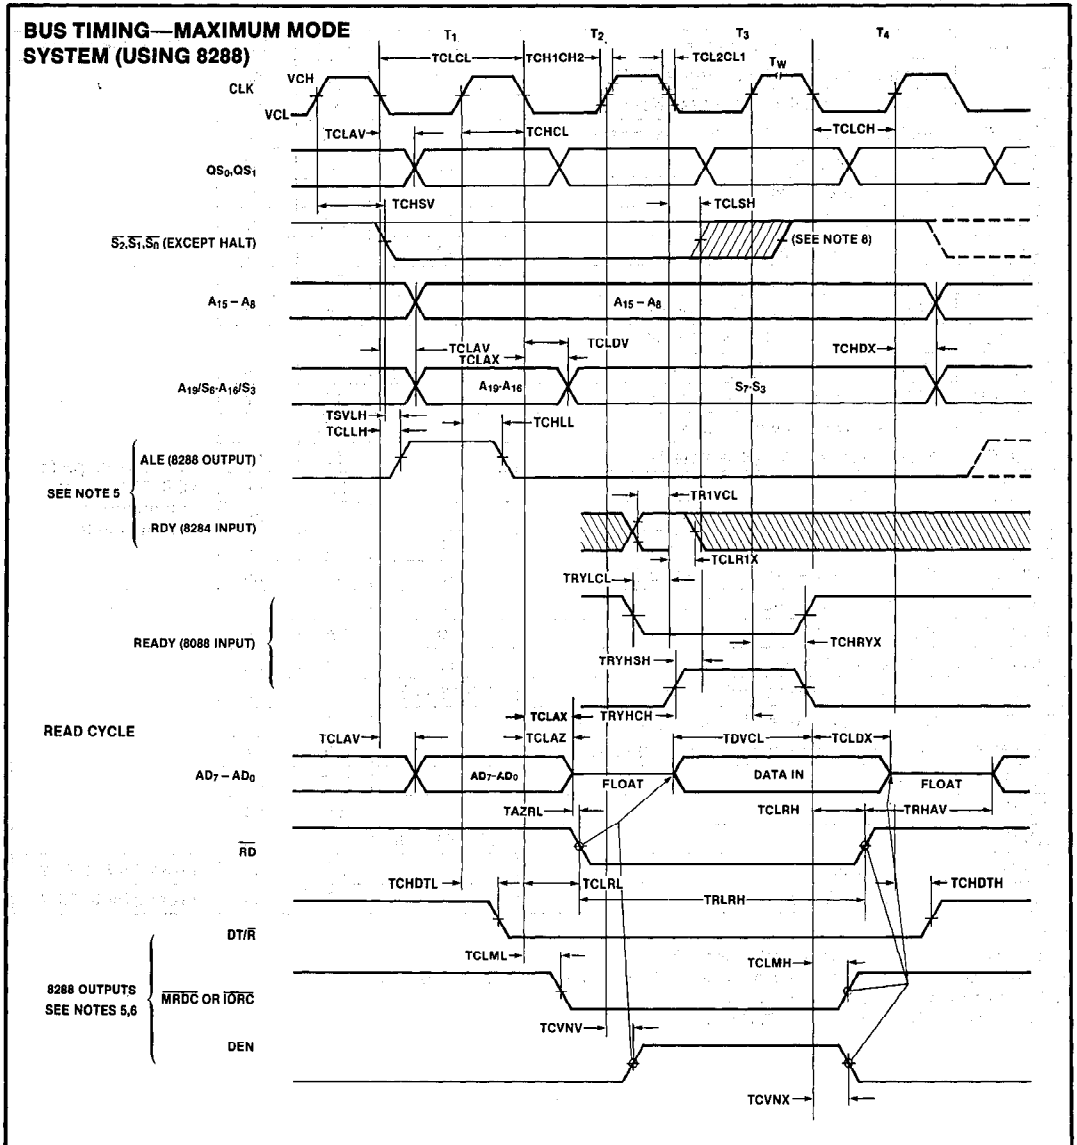 BUS TIMING—MAXIMUM MODE
SYSTEM (USING 8288)
T1 T2 T3 T4
TCLCL TCH1CH2 TCL2CL1 TW
VCH
CLK
VCL
TCLAV TCHCL TCLCH
QS0,QS1
TCHSV TCLSH
S2,S1,S0 (EXCEPT HALT) (SEE NOTE 8)
A15 – A8 A15 – A8
TCLAV TCLDV TCHDX
TCLAX
A19/S6-A16/S3 A19-A16 S7-S3
TSVLH TCHLL
TCLLH
ALE (8288 OUTPUT)
SEE NOTE 5
TR1VCL
RDY (8284 INPUT)
TCLR1X
TRYLCL
READY (8088 INPUT) TCHRYX
TRYHSH
TCLAX TRYHCH
READ CYCLE
TCLAV TCLAZ TDVCL TCLDX
AD7 – AD0 AD7-AD0 FLOAT DATA IN FLOAT
TAZRL TCLRH TRHAV
RD
TCHDTL TCLRL TCHDTH
TRLRH
DT/R
TCLML TCLMH
8288 OUTPUTS
SEE NOTES 5,6
MRDC OR IORC
TCVNV
DEN
TCVNX